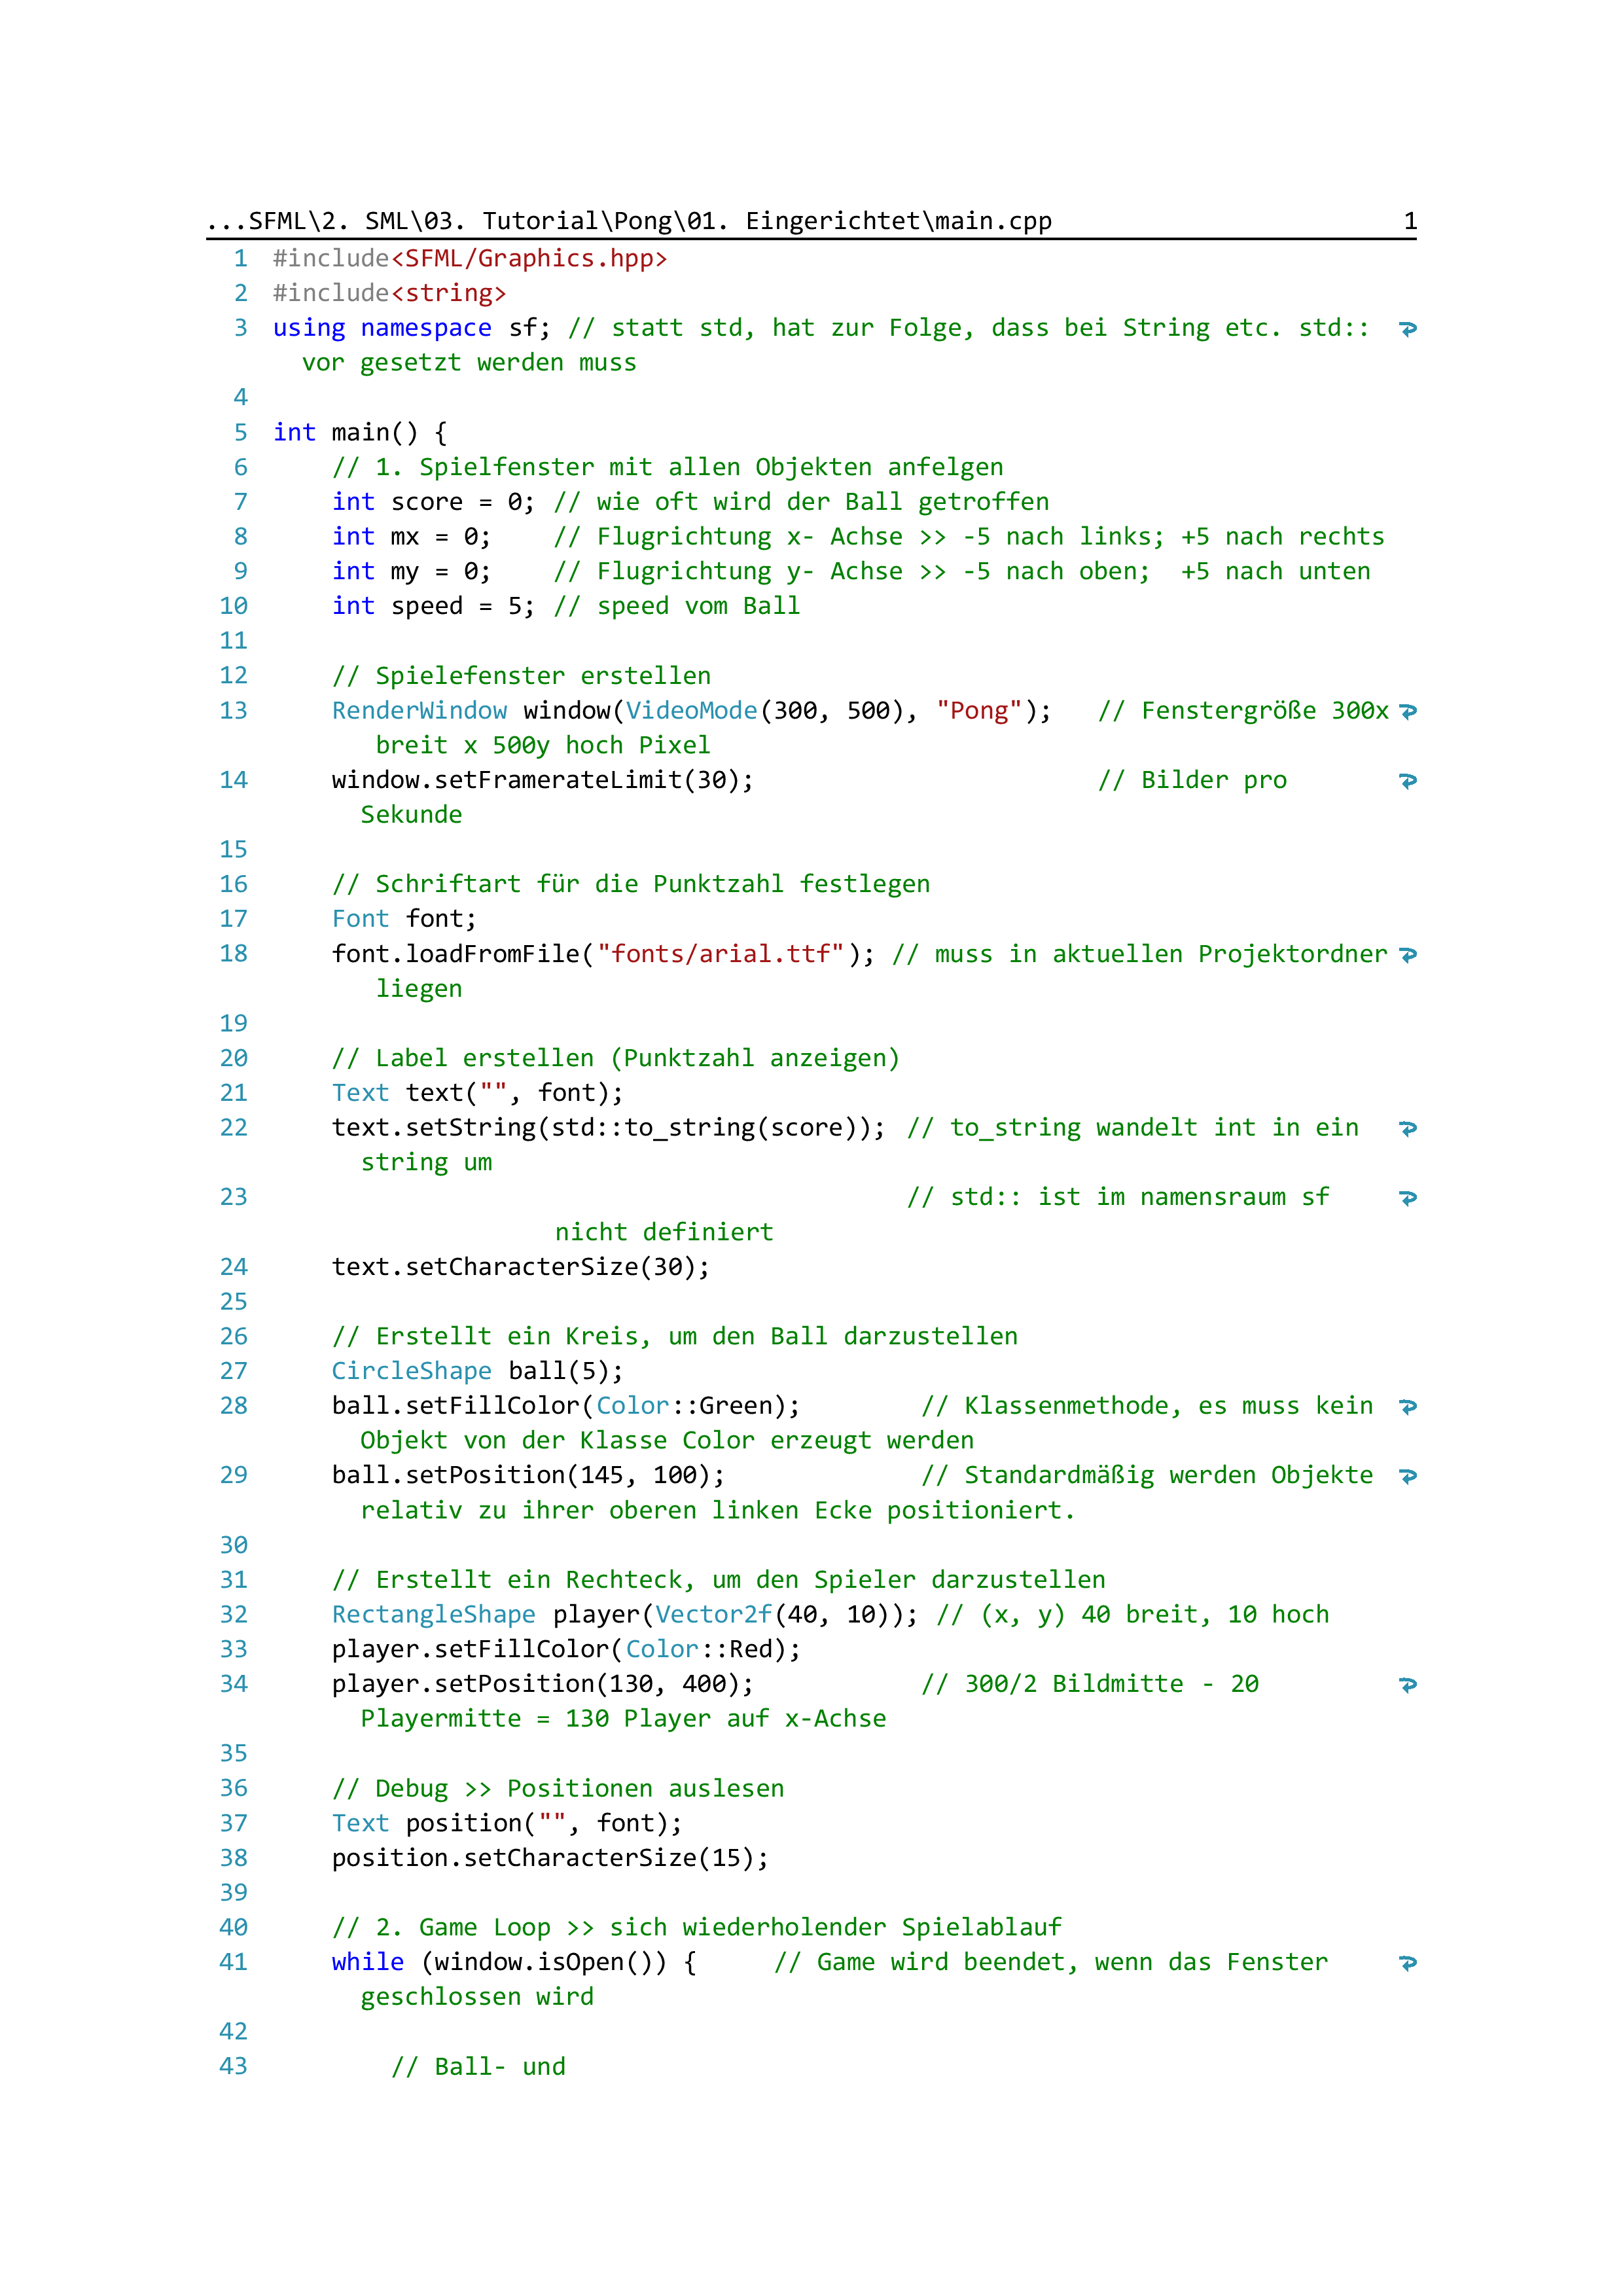 ...SFML\2. SML\03. Tutorial\Pong\01. Eingerichtet\main.cpp 1
1 #include<SFML/Graphics.hpp>
2 #include<string>
3 using namespace sf; // statt std, hat zur Folge, dass bei String etc. std::
vor gesetzt werden muss
4
5 int main() {
6 // 1. Spielfenster mit allen Objekten anfelgen
7 int score = 0; // wie oft wird der Ball getroffen
8 int mx = 0; // Flugrichtung x- Achse >> -5 nach links; +5 nach rechts
9 int my = 0; // Flugrichtung y- Achse >> -5 nach oben; +5 nach unten
10 int speed = 5; // speed vom Ball
11
12 // Spielefenster erstellen
13 RenderWindow window(VideoMode(300, 500), "Pong"); // Fenstergröße 300x
breit x 500y hoch Pixel
14 window.setFramerateLimit(30); // Bilder pro
Sekunde
15
16 // Schriftart für die Punktzahl festlegen
17 Font font;
18 font.loadFromFile("fonts/arial.ttf"); // muss in aktuellen Projektordner
liegen
19
20 // Label erstellen (Punktzahl anzeigen)
21 Text text("", font);
22 text.setString(std::to_string(score)); // to_string wandelt int in ein
string um
23 // std:: ist im namensraum sf
nicht definiert
24 text.setCharacterSize(30);
25
26 // Erstellt ein Kreis, um den Ball darzustellen
27 CircleShape ball(5);
28 ball.setFillColor(Color::Green); // Klassenmethode, es muss kein
Objekt von der Klasse Color erzeugt werden
29 ball.setPosition(145, 100); // Standardmäßig werden Objekte
relativ zu ihrer oberen linken Ecke positioniert.
30
31 // Erstellt ein Rechteck, um den Spieler darzustellen
32 RectangleShape player(Vector2f(40, 10)); // (x, y) 40 breit, 10 hoch
33 player.setFillColor(Color::Red);
34 player.setPosition(130, 400); // 300/2 Bildmitte - 20
Playermitte = 130 Player auf x-Achse
35
36 // Debug >> Positionen auslesen
37 Text position("", font);
38 position.setCharacterSize(15);
39
40 // 2. Game Loop >> sich wiederholender Spielablauf
41 while (window.isOpen()) { // Game wird beendet, wenn das Fenster
geschlossen wird
42
43 // Ball- und